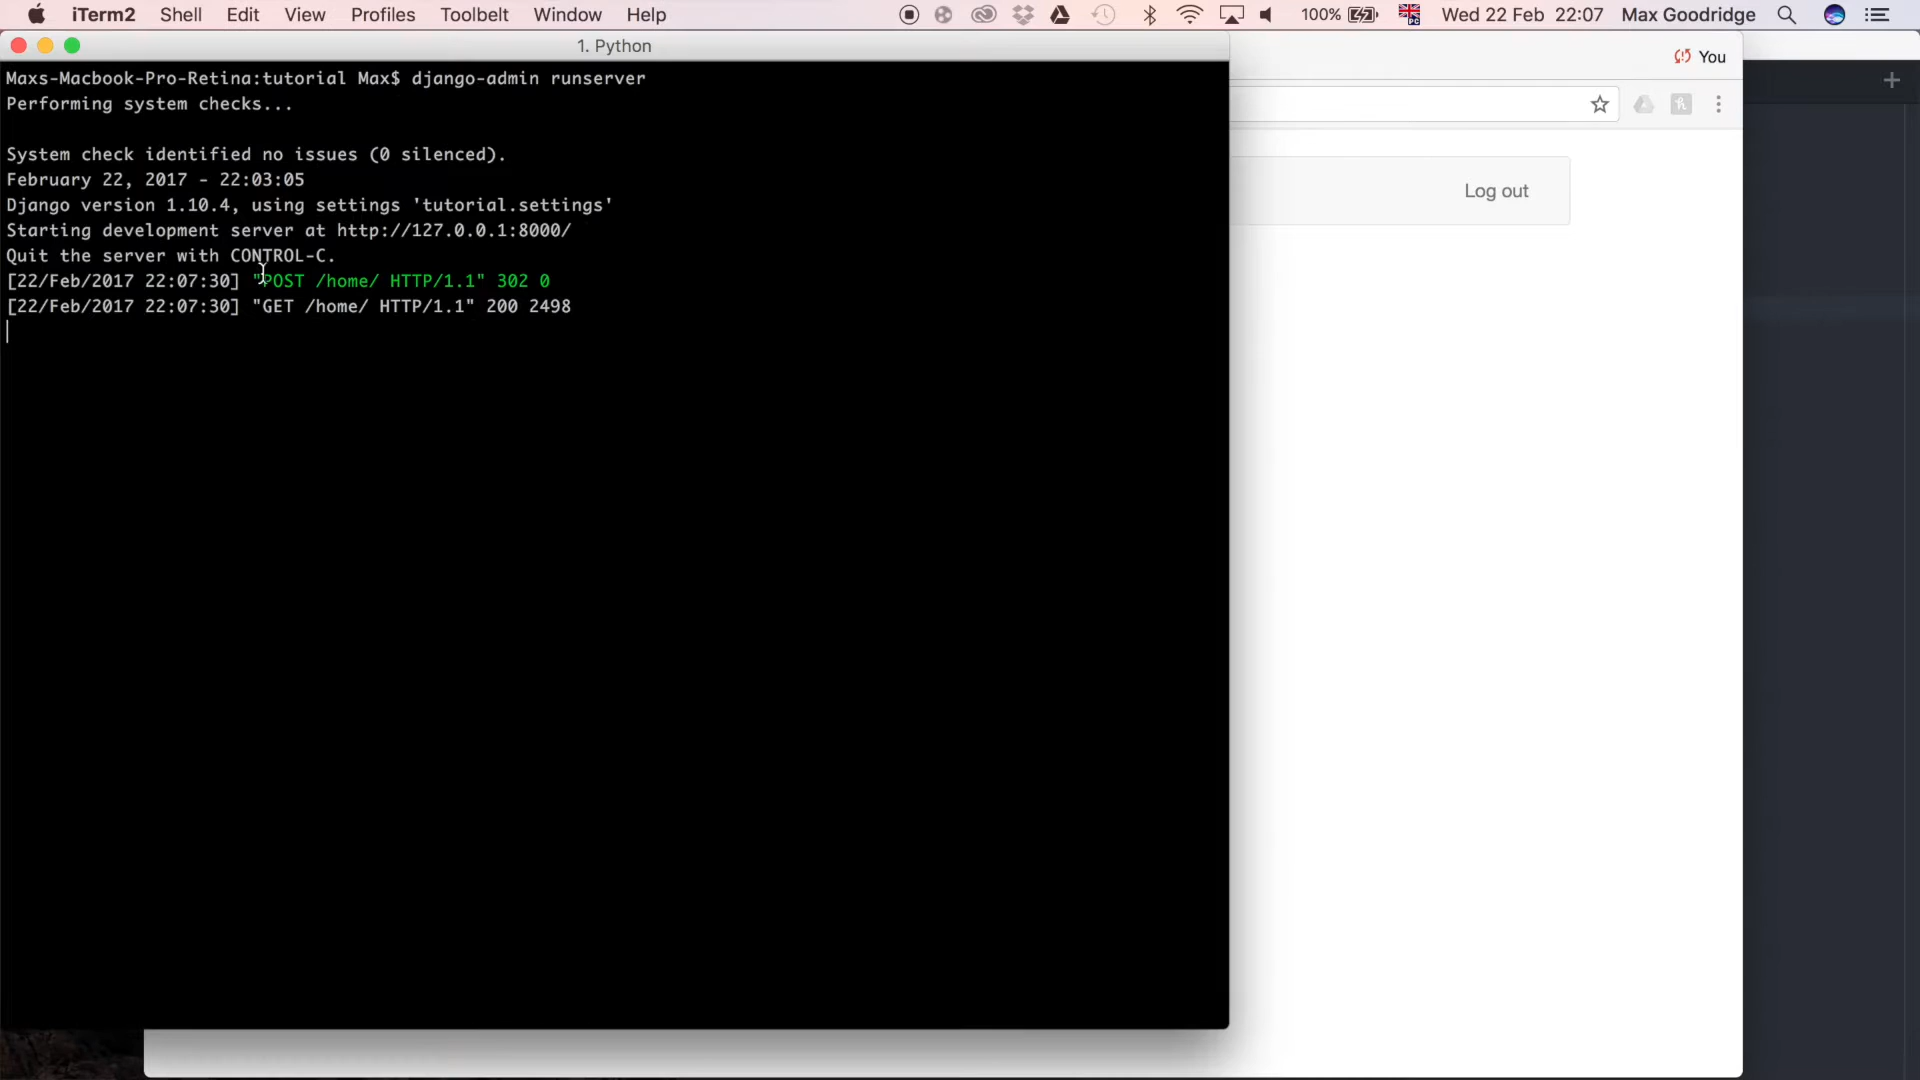 iTerm2 Shell Edit View Profiles Toolbelt Window Help 100% Wed 22 Feb 22:07 Max Goodridge
1. Python
You
Maxs-Macbook-Pro-Retina:tutorial Max$ django-admin runserver
Performing system checks...
System check identified no issues (0 silenced).
February 22, 2017 - 22:03:05
Django version 1.10.4, using settings 'tutorial.settings'
Starting development server at http://127.0.0.1:8000/
Quit the server with CONTROL-C.
[22/Feb/2017 22:07:30] "POST /home/ HTTP/1.1" 302 0
[22/Feb/2017 22:07:30] "GET /home/ HTTP/1.1" 200 2498
Log out